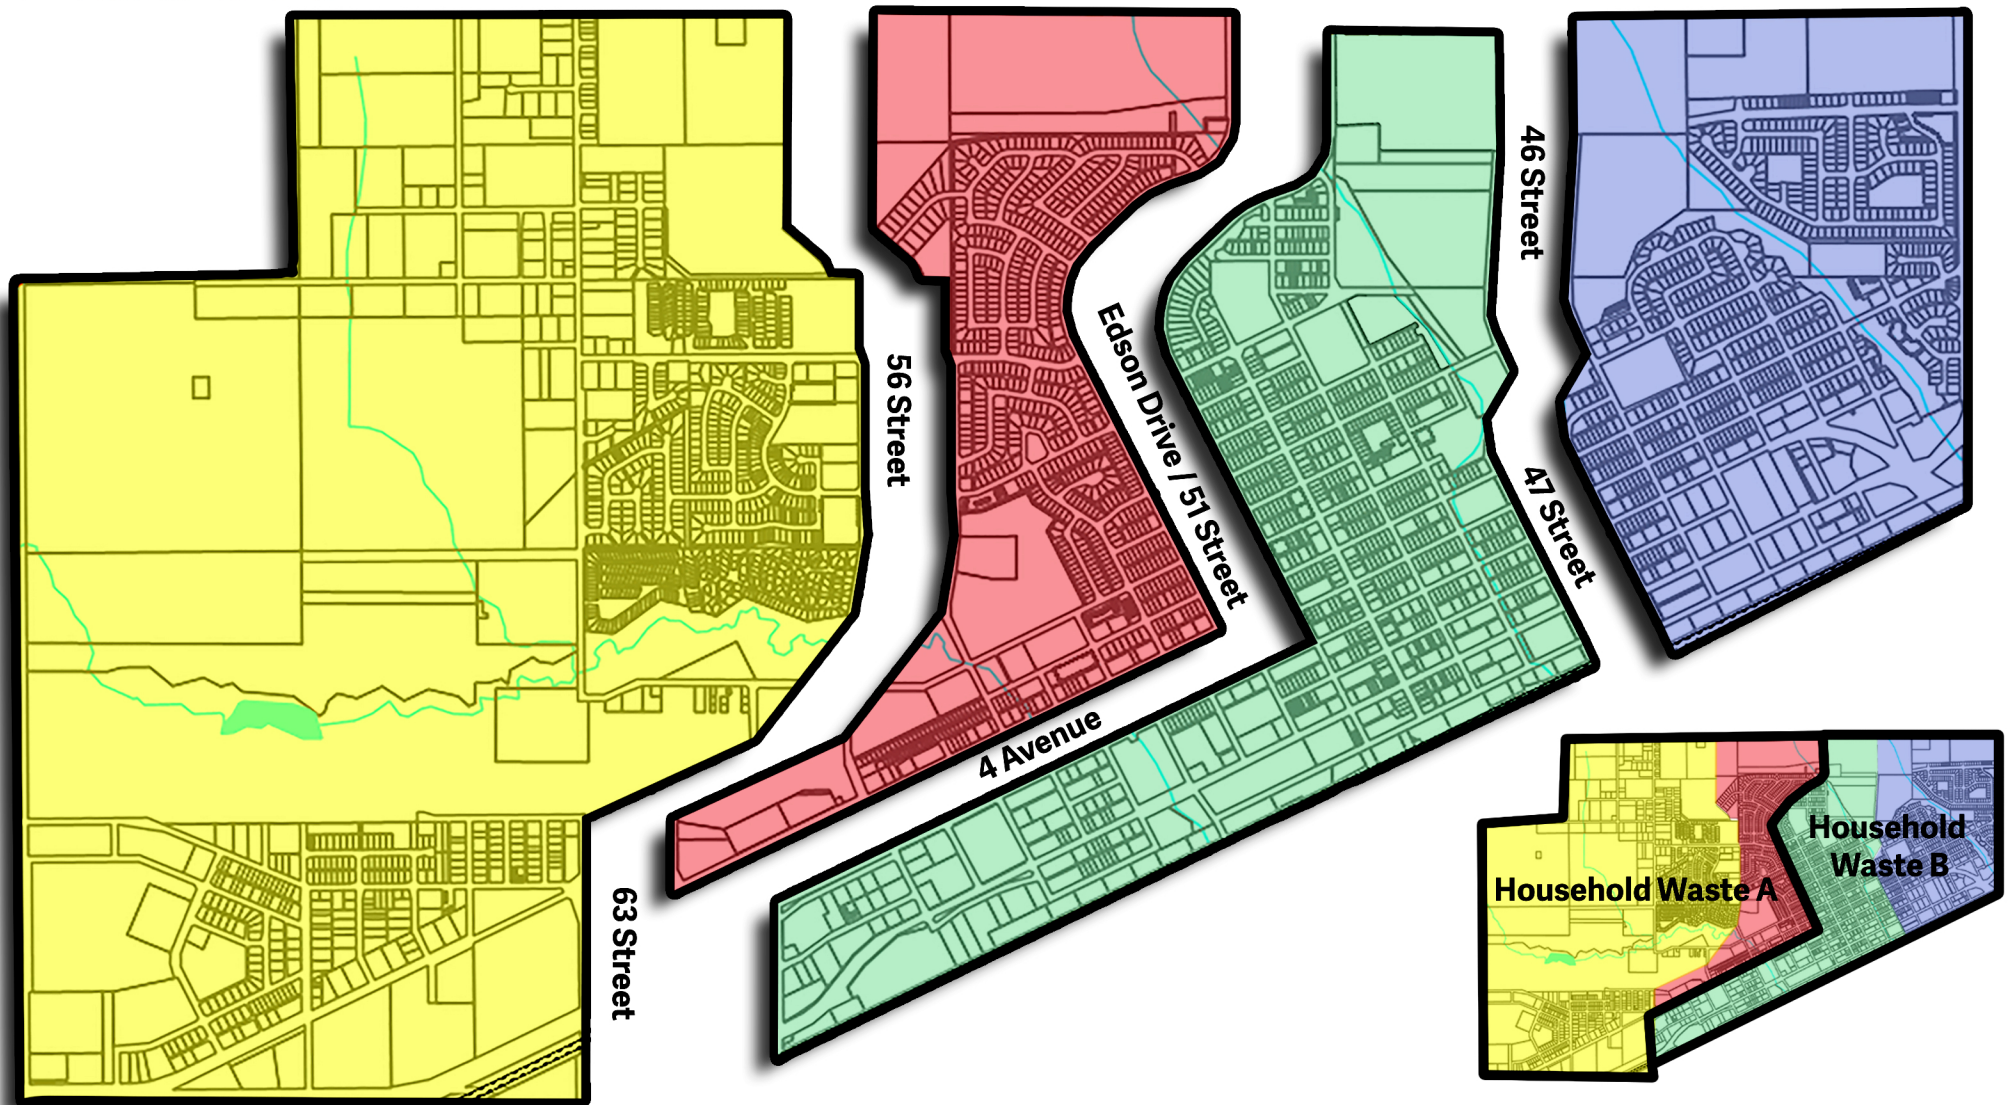 56 Street
Edson Drive / 51 Street
46 Street
47 Street
4 Avenue
63 Street
Household Waste A
Household
Waste B